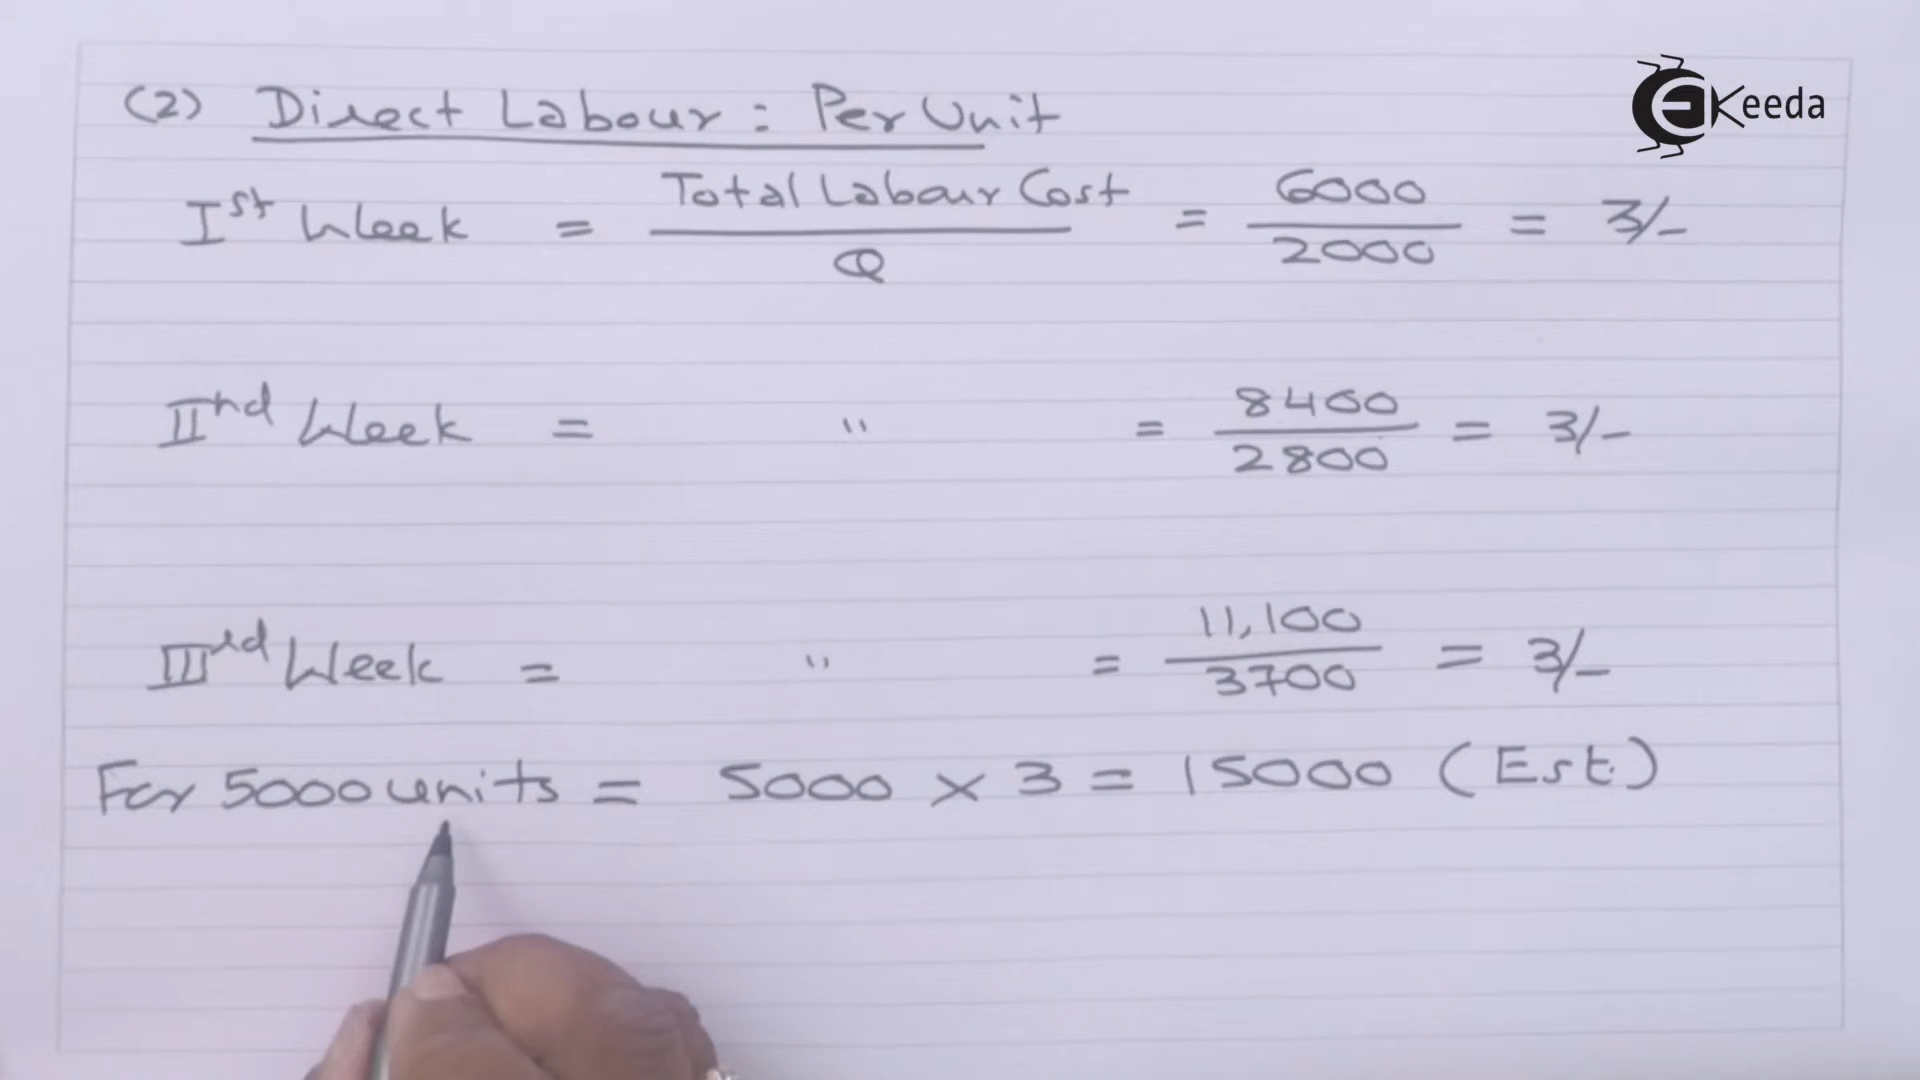 (2) Direct Labour : Per Unit
Ist Week = Total Labour Cost / Q = 6000 / 2000 = 3/-
IInd Week = " = 8400 / 2800 = 3/-
IIIrd Week = " = 11,100 / 3700 = 3/-
For 5000 units = 5000 × 3 = 15000 (Est.)
EKeeda